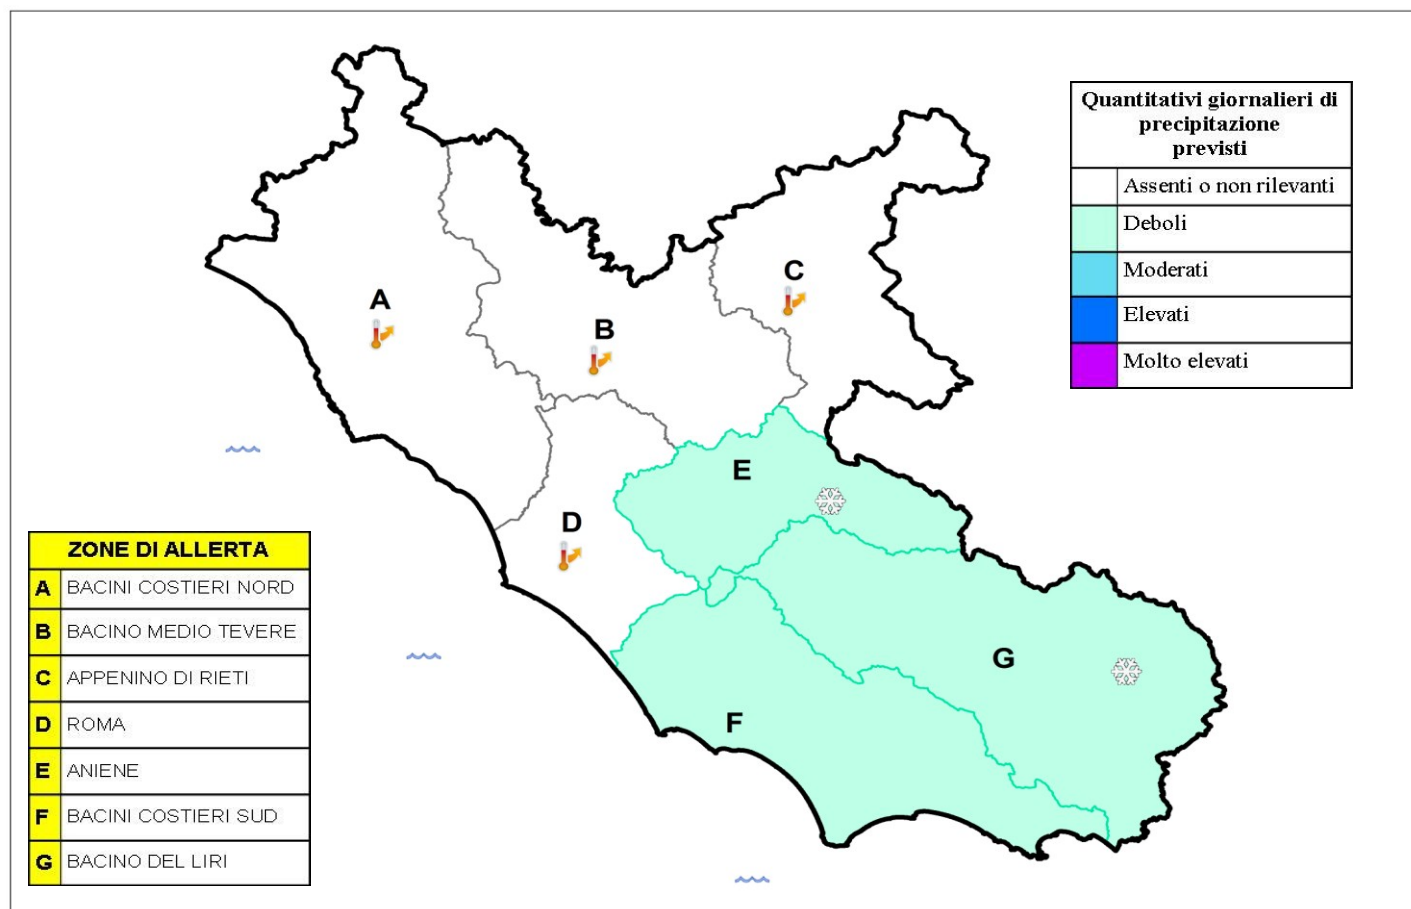 Quantitativi giornalieri di
precipitazione
previsti
Assenti o non rilevanti
Deboli
Moderati
Elevati
Molto elevati
A
B
C
D
E
F
G
ZONE DI ALLERTA
A BACINI COSTIERI NORD
B BACINO MEDIO TEVERE
C APPENINO DI RIETI
D ROMA
E ANIENE
F BACINI COSTIERI SUD
G BACINO DEL LIRI